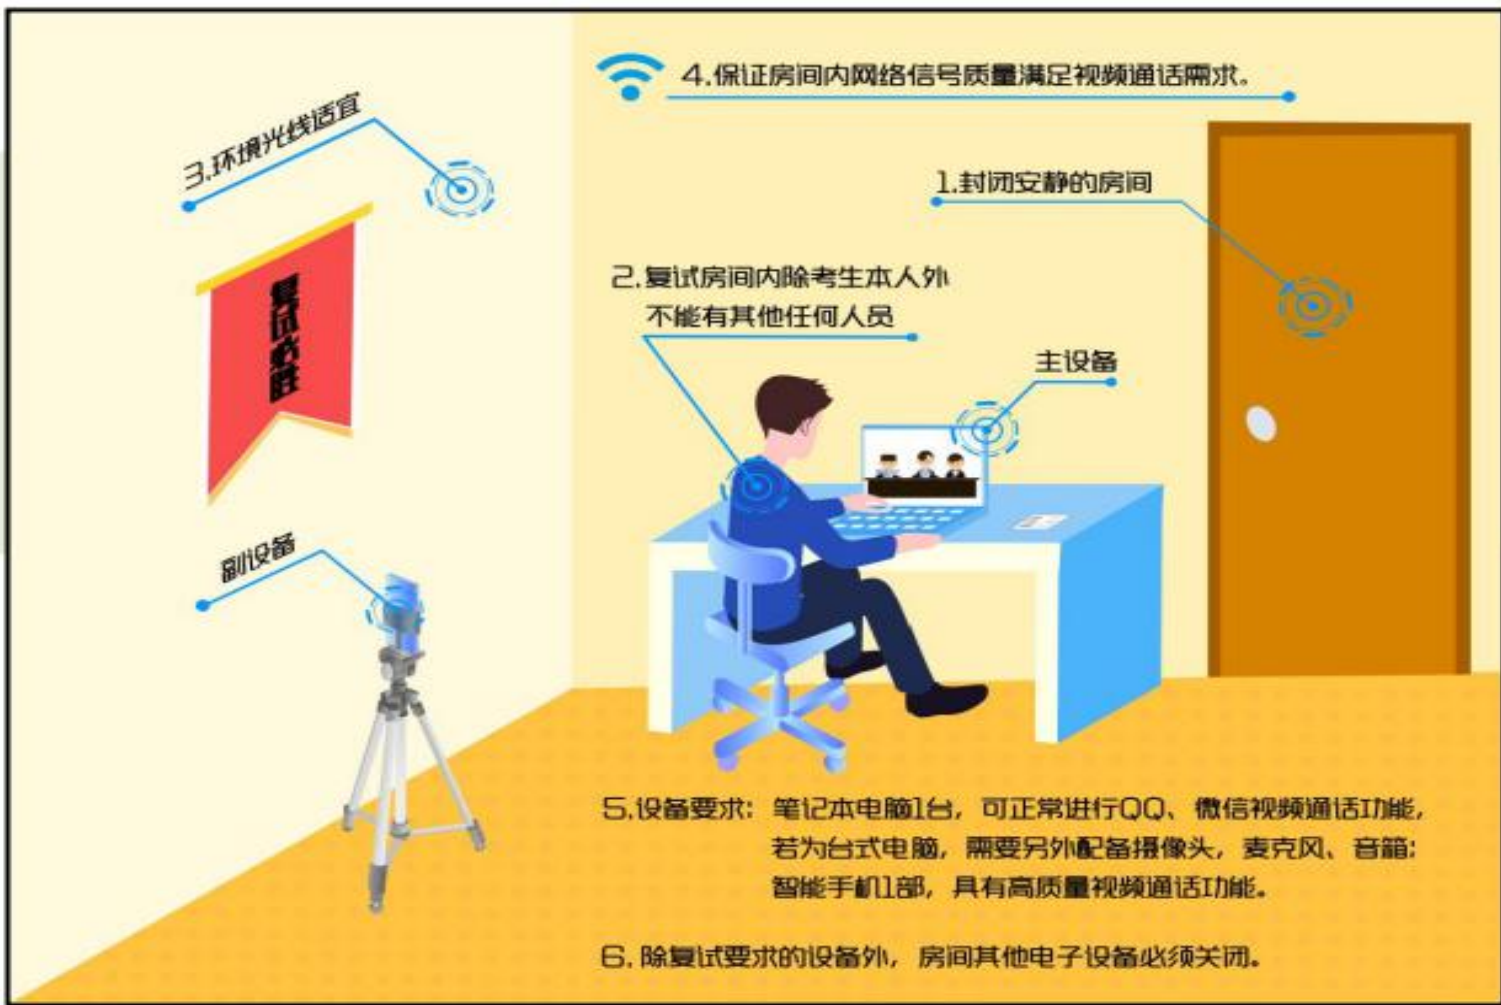 4.保证房间内网络信号质量满足视频通话需求。
3.环境光线适宜
1.封闭安静的房间
2.复试房间内除考生本人外
不能有其他任何人员
复试必胜
主设备
副设备
5.设备要求：笔记本电脑1台，可正常进行QQ、微信视频通话功能，
若为台式电脑，需要另外配备摄像头，麦克风、音箱；
智能手机1部，具有高质量视频通话功能。
6.除复试要求的设备外，房间其他电子设备必须关闭。